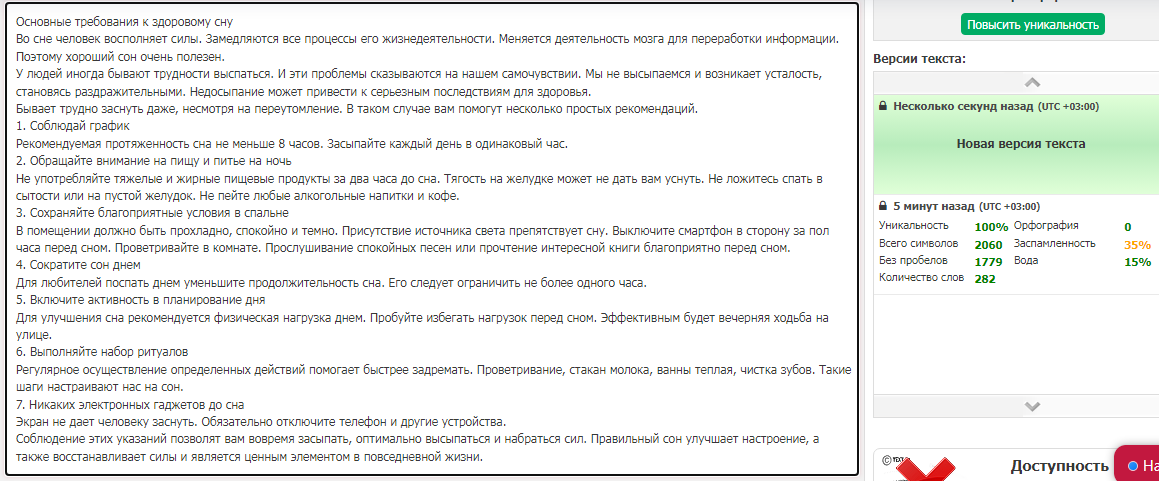 Основные требования к здоровому сну
Во сне человек восполняет силы. Замедляются все процессы его жизнедеятельности. Меняется деятельность мозга для переработки информации.
Поэтому хороший сон очень полезен.
У людей иногда бывают трудности выспаться. И эти проблемы сказываются на нашем самочувствии. Мы не высыпаемся и возникает усталость,
становясь раздражительными. Недосыпание может привести к серьезным последствиям для здоровья.
Бывает трудно заснуть даже, несмотря на переутомление. В таком случае вам помогут несколько простых рекомендаций.
1. Соблюдай график
Рекомендуемая протяженность сна не меньше 8 часов. Засыпайте каждый день в одинаковый час.
2. Обращайте внимание на пищу и питье на ночь
Не употребляйте тяжелые и жирные пищевые продукты за два часа до сна. Тягость на желудке может не дать вам уснуть. Не ложитесь спать в
сытости или на пустой желудок. Не пейте любые алкогольные напитки и кофе.
3. Сохраняйте благоприятные условия в спальне
В помещении должно быть прохладно, спокойно и темно. Присутствие источника света препятствует сну. Выключите смартфон в сторону за пол
часа перед сном. Проветривайте в комнате. Прослушивание спокойных песен или прочтение интересной книги благоприятно перед сном.
4. Сократите сон днем
Для любителей поспать днем уменьшите продолжительность сна. Его следует ограничить не более одного часа.
5. Включите активность в планирование дня
Для улучшения сна рекомендуется физическая нагрузка днем. Пробуйте избегать нагрузок перед сном. Эффективным будет вечерняя ходьба на
улице.
6. Выполняйте набор ритуалов
Регулярное осуществление определенных действий помогает быстрее задремать. Проветривание, стакан молока, ванны теплая, чистка зубов. Такие
шаги настраивают нас на сон.
7. Никаких электронных гаджетов до сна
Экран не дает человеку заснуть. Обязательно отключите телефон и другие устройства.
Соблюдение этих указаний позволят вам вовремя засыпать, оптимально высыпаться и набраться сил. Правильный сон улучшает настроение, а
также восстанавливает силы и является ценным элементом в повседневной жизни.
Повысить уникальность
Версии текста:
Несколько секунд назад (UTC +03:00)
Новая версия текста
5 минут назад (UTC +03:00)
Уникальность 100% Орфография 0
Всего символов 2060 Заспамленность 35%
Без пробелов 1779 Вода 15%
Количество слов 282
Доступность
На